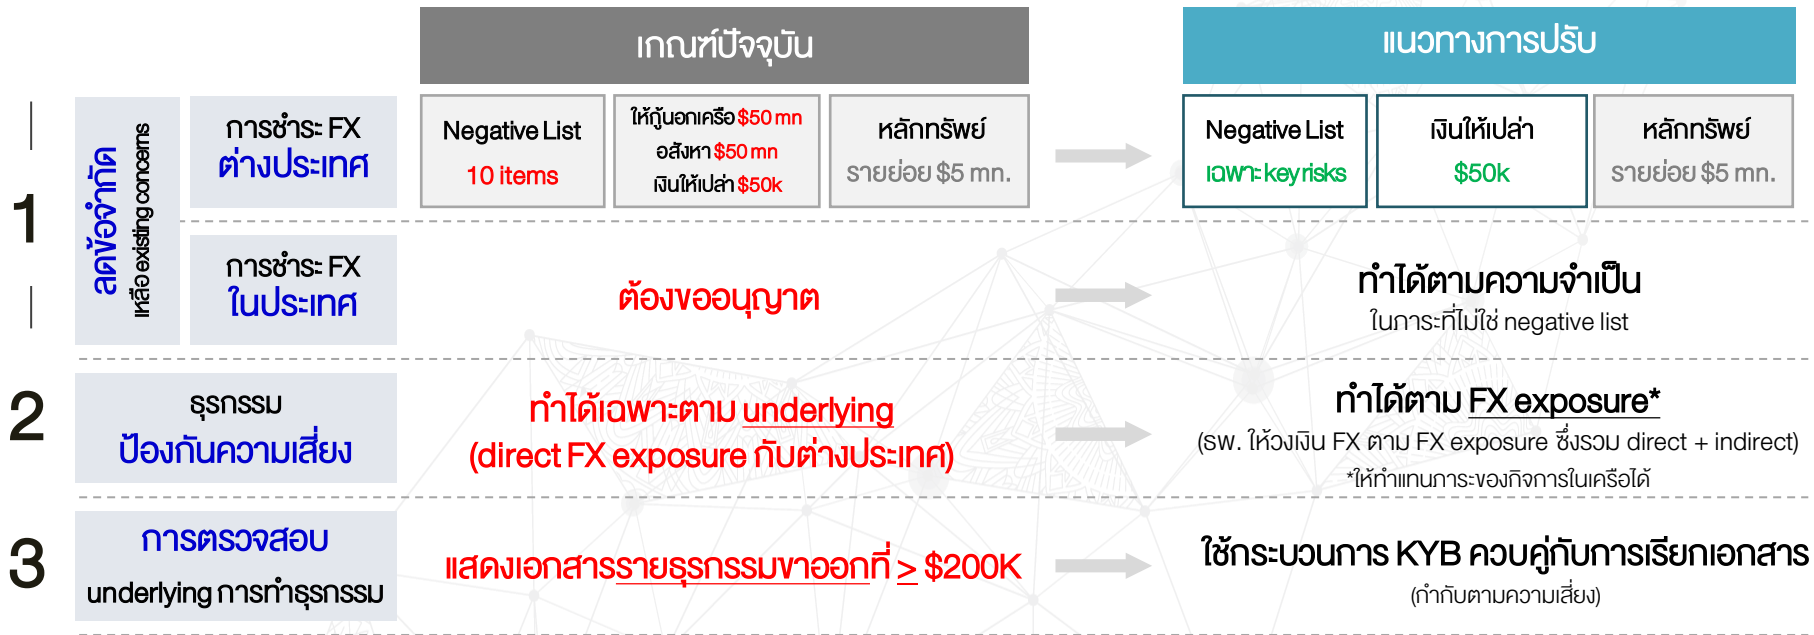 เกณฑ์ปัจจุบัน
แนวทางการปรับ
1
ลดข้อจำกัด
เหลือ existing concerns
การชำระ FX
ต่างประเทศ
Negative List
10 items
ให้กู้นอกเครือ $50 mn
อสังหา $50 mn
เงินให้เปล่า $50k
หลักทรัพย์
รายย่อย $5 mn.
Negative List
เฉพาะ key risks
เงินให้เปล่า
$50k
หลักทรัพย์
รายย่อย $5 mn.
การชำระ FX
ในประเทศ
ต้องขออนุญาต
ทำได้ตามความจำเป็น
ในภาระที่ไม่ใช่ negative list
2
ธุรกรรม
ป้องกันความเสี่ยง
ทำได้เฉพาะตาม underlying
(direct FX exposure กับต่างประเทศ)
ทำได้ตาม FX exposure*
(ธพ. ให้วงเงิน FX ตาม FX exposure ซึ่งรวม direct + indirect)
*ให้ทำแทนภาระของกิจการในเครือได้
3
การตรวจสอบ
underlying การทำธุรกรรม
แสดงเอกสารรายธุรกรรมขาออกที่ > $200K
ใช้กระบวนการ KYB ควบคู่กับการเรียกเอกสาร
(กำกับตามความเสี่ยง)